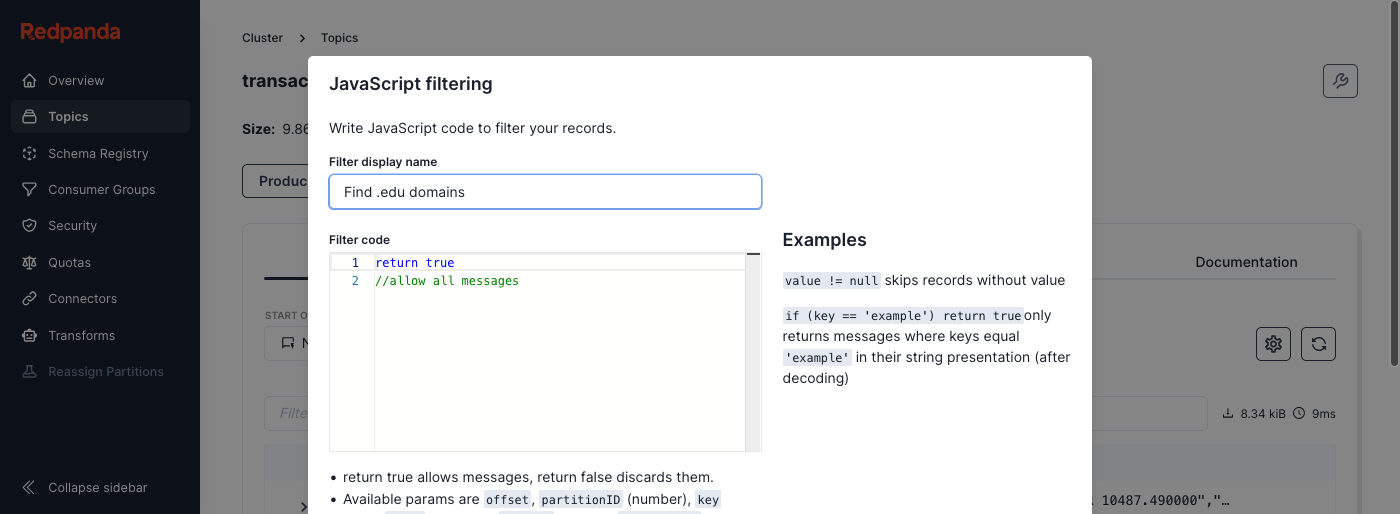 Redpanda
Overview
Topics
Schema Registry
Consumer Groups
Security
Quotas
Connectors
Transforms
Reassign Partitions
Collapse sidebar
Cluster > Topics
transac
Size: 9.86
Produc
START O
N
Filte
JavaScript filtering
Write JavaScript code to filter your records.
Filter display name
Find .edu domains
Filter code
1 return true
2 //allow all messages
• return true allows messages, return false discards them.
• Available params are offset, partitionID (number), key
Examples
value != null skips records without value
if (key == 'example') return true only
returns messages where keys equal
'example' in their string presentation (after
decoding)
Documentation
8.34 kiB 9ms
10487.490000","…